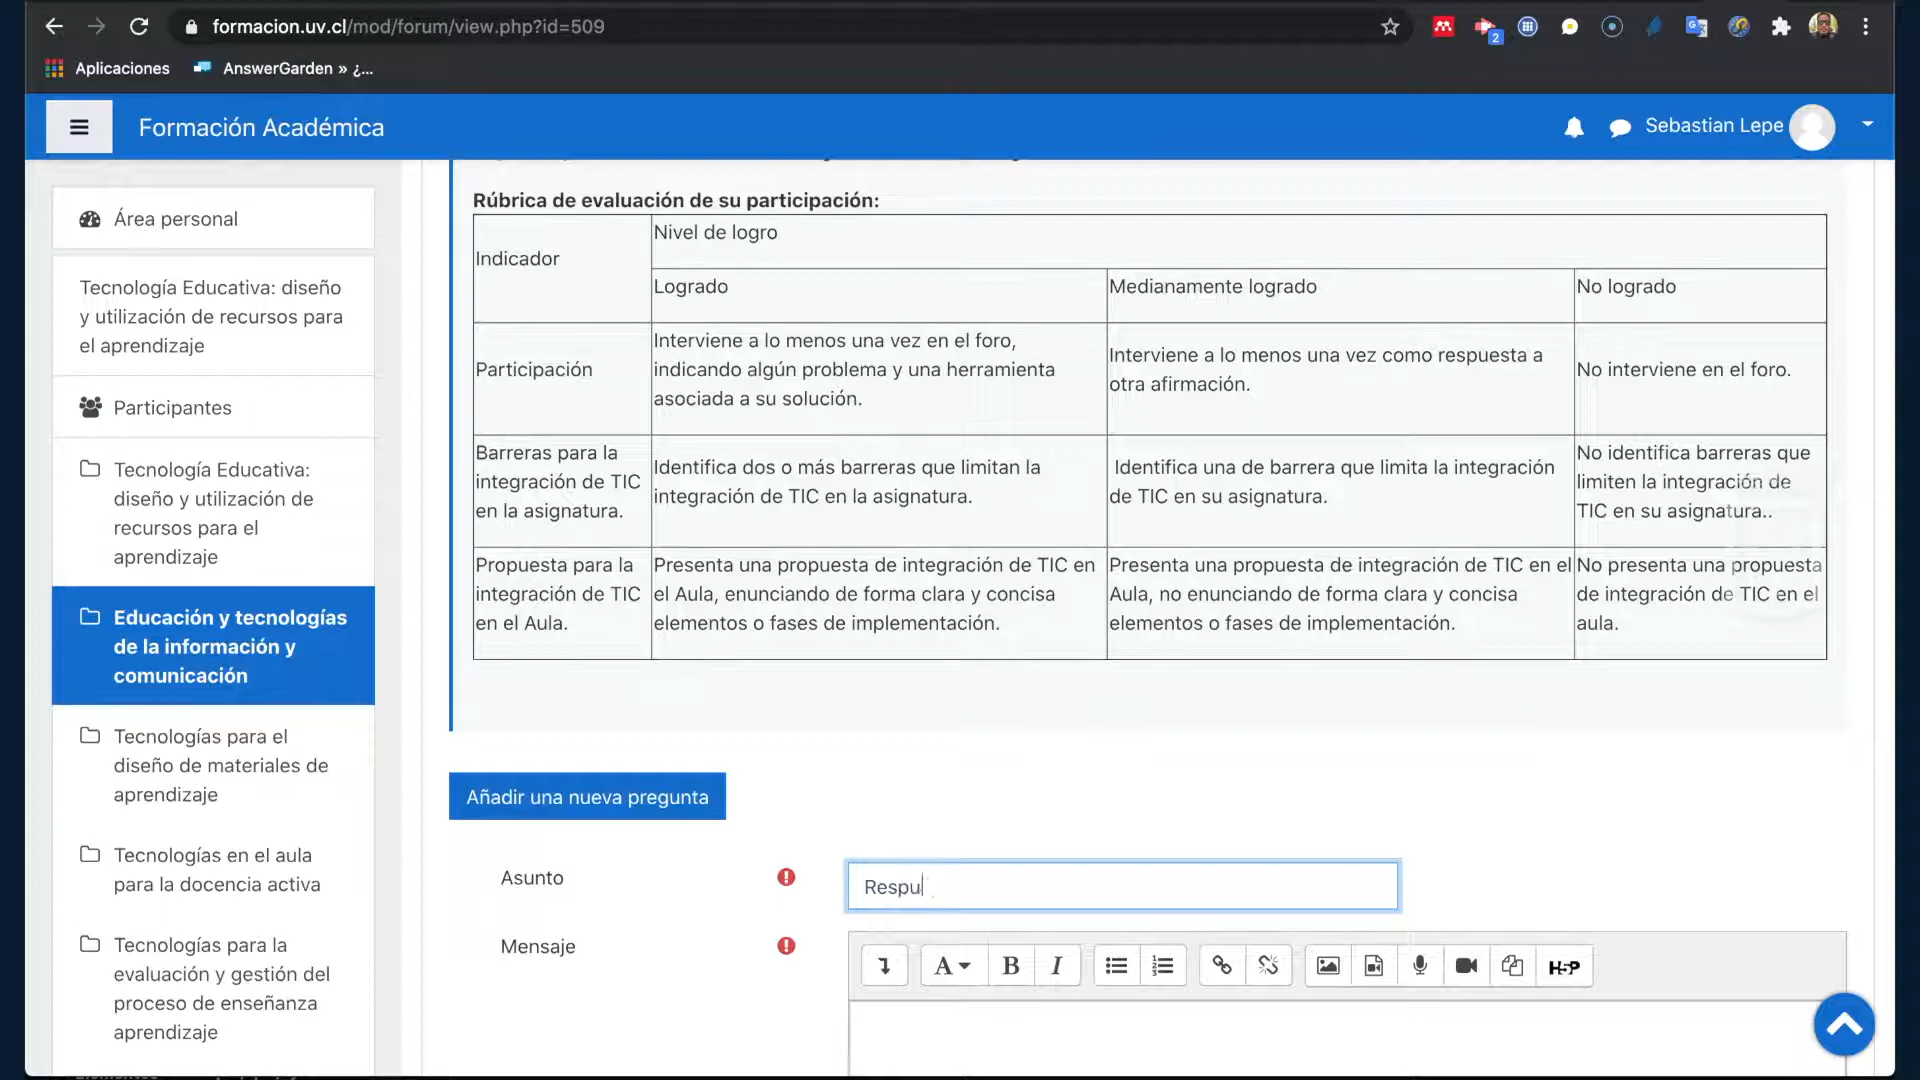 formacion.uv.cl/mod/forum/view.php?id=509
2
Aplicaciones
AnswerGarden » ¿...
Formación Académica
Sebastian Lepe
Área personal
Tecnología Educativa: diseño
y utilización de recursos para
el aprendizaje
Participantes
Tecnología Educativa:
diseño y utilización de
recursos para el
aprendizaje
Educación y tecnologías
de la información y
comunicación
Tecnologías para el
diseño de materiales de
aprendizaje
Tecnologías en el aula
para la docencia activa
Tecnologías para la
evaluación y gestión del
proceso de enseñanza
aprendizaje
Rúbrica de evaluación de su participación:
Indicador
Nivel de logro
Logrado
Medianamente logrado
No logrado
Participación
Interviene a lo menos una vez en el foro,
indicando algún problema y una herramienta
asociada a su solución.
Interviene a lo menos una vez como respuesta a
otra afirmación.
No interviene en el foro.
Barreras para la
integración de TIC
en la asignatura.
Identifica dos o más barreras que limitan la
integración de TIC en la asignatura.
Identifica una de barrera que limita la integración
de TIC en su asignatura.
No identifica barreras que
limiten la integración de
TIC en su asignatura..
Propuesta para la
integración de TIC
en el Aula.
Presenta una propuesta de integración de TIC en
el Aula, enunciando de forma clara y concisa
elementos o fases de implementación.
Presenta una propuesta de integración de TIC en el
Aula, no enunciando de forma clara y concisa
elementos o fases de implementación.
No presenta una propuesta
de integración de TIC en el
aula.
Añadir una nueva pregunta
Asunto
Respu
Mensaje
A B I
H5P